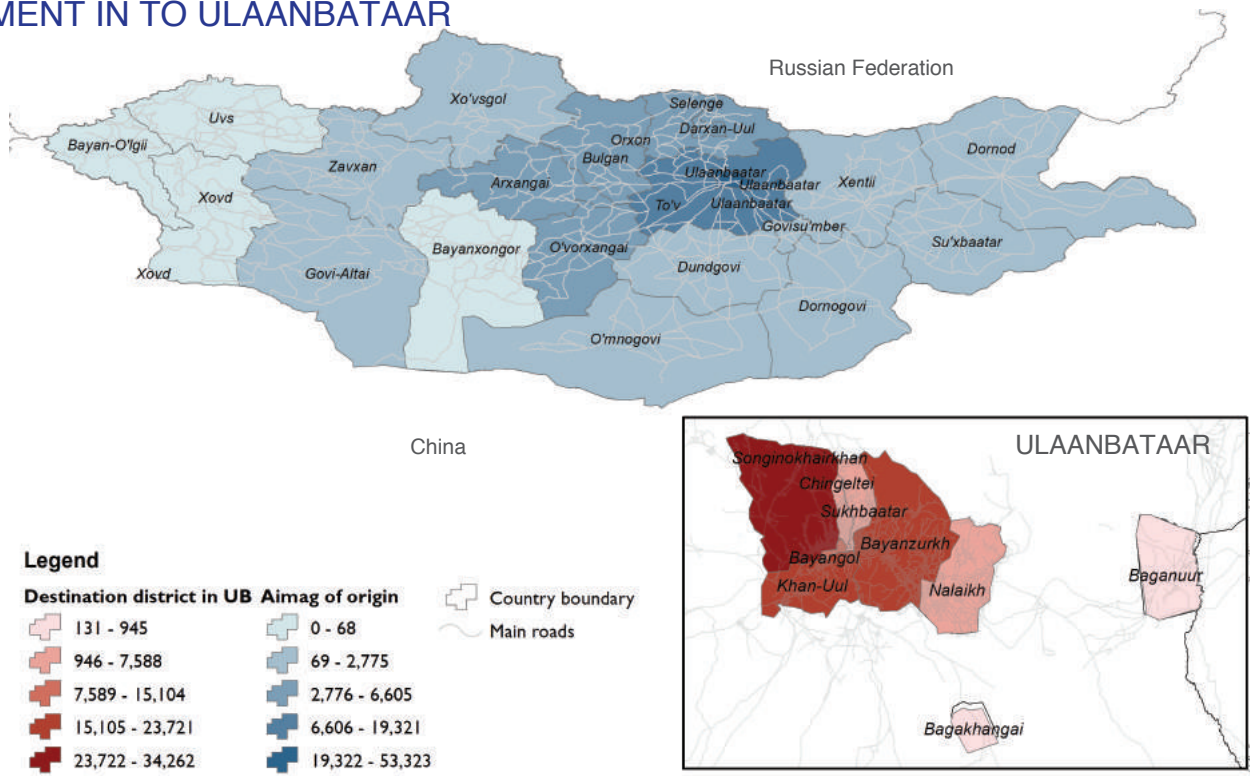 MENT IN TO ULAANBATAAR
Russian Federation
Xo'vsgol
Selenge
Uvs
Darxan-Uul
Orxon
Bayan-O'lgii
Dornod
Bulgan
Zavxan
Ulaanbaatar
Arxangai
Ulaanbaatar
Xentii
Xovd
To'v
Ulaanbaatar
Govisu'mber
Su'xbaatar
Bayanxongor
O'vorxangai
Dundgovi
Xovd
Govi-Altai
Dornogovi
O'mnogovi
China
ULAANBATAAR
Songinokhairkhan
Chingeltei
Sukhbaatar
Bayanzurkh
Bayangol
Khan-Uul
Nalaikh
Baganuur
Bagakhangai
Legend
Destination district in UB
131 - 945
946 - 7,588
7,589 - 15,104
15,105 - 23,721
23,722 - 34,262
Aimag of origin
0 - 68
69 - 2,775
2,776 - 6,605
6,606 - 19,321
19,322 - 53,323
Country boundary
Main roads